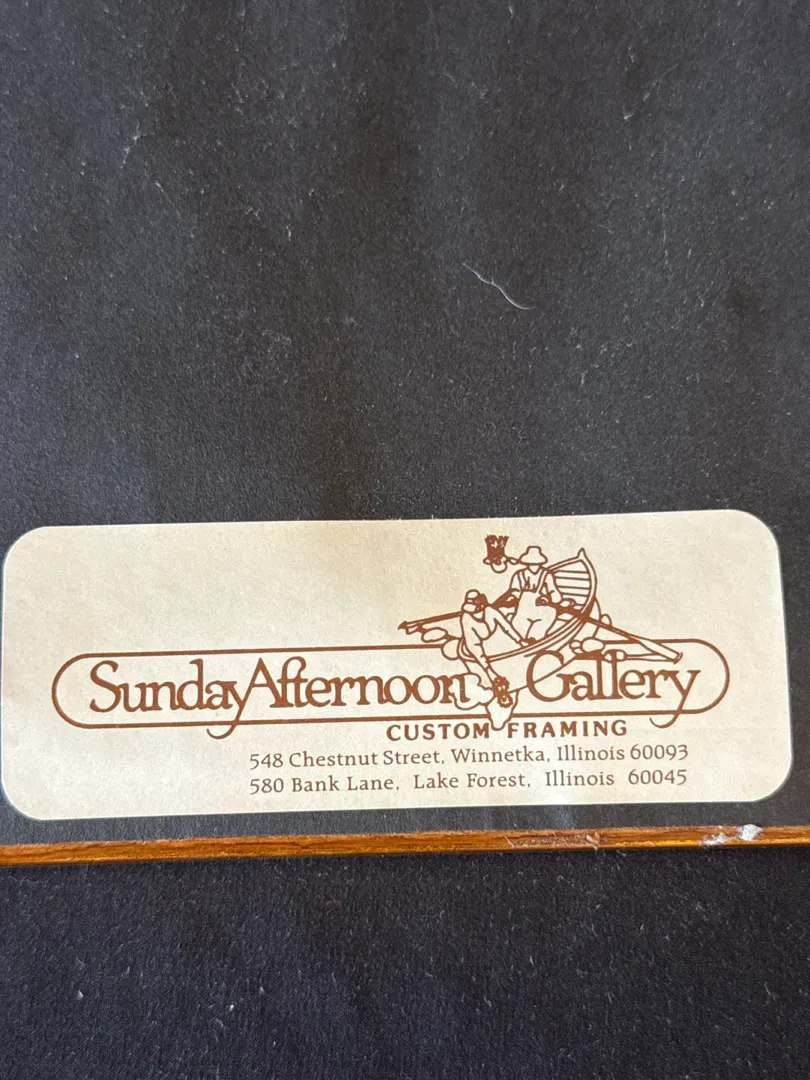 Sunday Afternoon Gallery
CUSTOM FRAMING
548 Chestnut Street, Winnetka, Illinois 60093
580 Bank Lane, Lake Forest, Illinois 60045